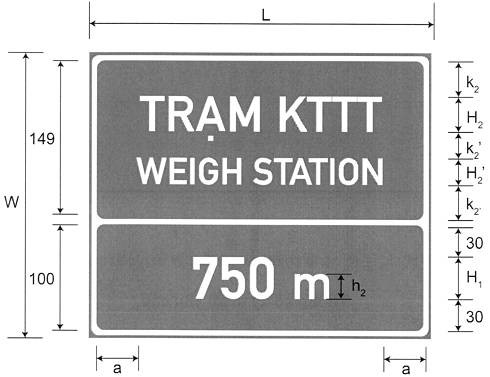 L
k2
H2
149
TRẠM KTTT
k2'
WEIGH STATION
H2'
W
k2'
30
100
750 m
h2
H1
30
a
a